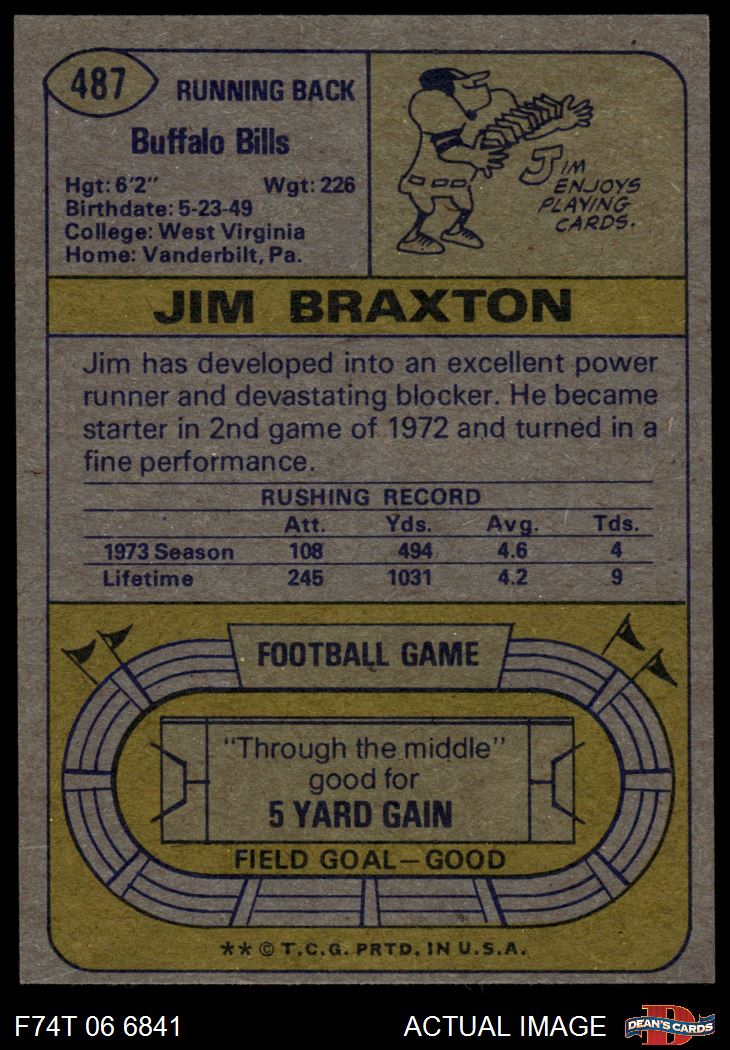 487
RUNNING BACK
Buffalo Bills
Hgt: 6'2" Wgt: 226
Birthdate: 5-23-49
College: West Virginia
Home: Vanderbilt, Pa.
JIM
ENJOYS
PLAYING
CARDS.
JIM BRAXTON
Jim has developed into an excellent power
runner and devastating blocker. He became
starter in 2nd game of 1972 and turned in a
fine performance.
RUSHING RECORD
Att. Yds. Avg. Tds.
1973 Season 108 494 4.6 4
Lifetime 245 1031 4.2 9
FOOTBALL GAME
"Through the middle"
good for
5 YARD GAIN
FIELD GOAL—GOOD
** © T.C.G. PRTD. IN U.S.A.
F74T 06 6841 ACTUAL IMAGE
D
DEAN'S CARDS